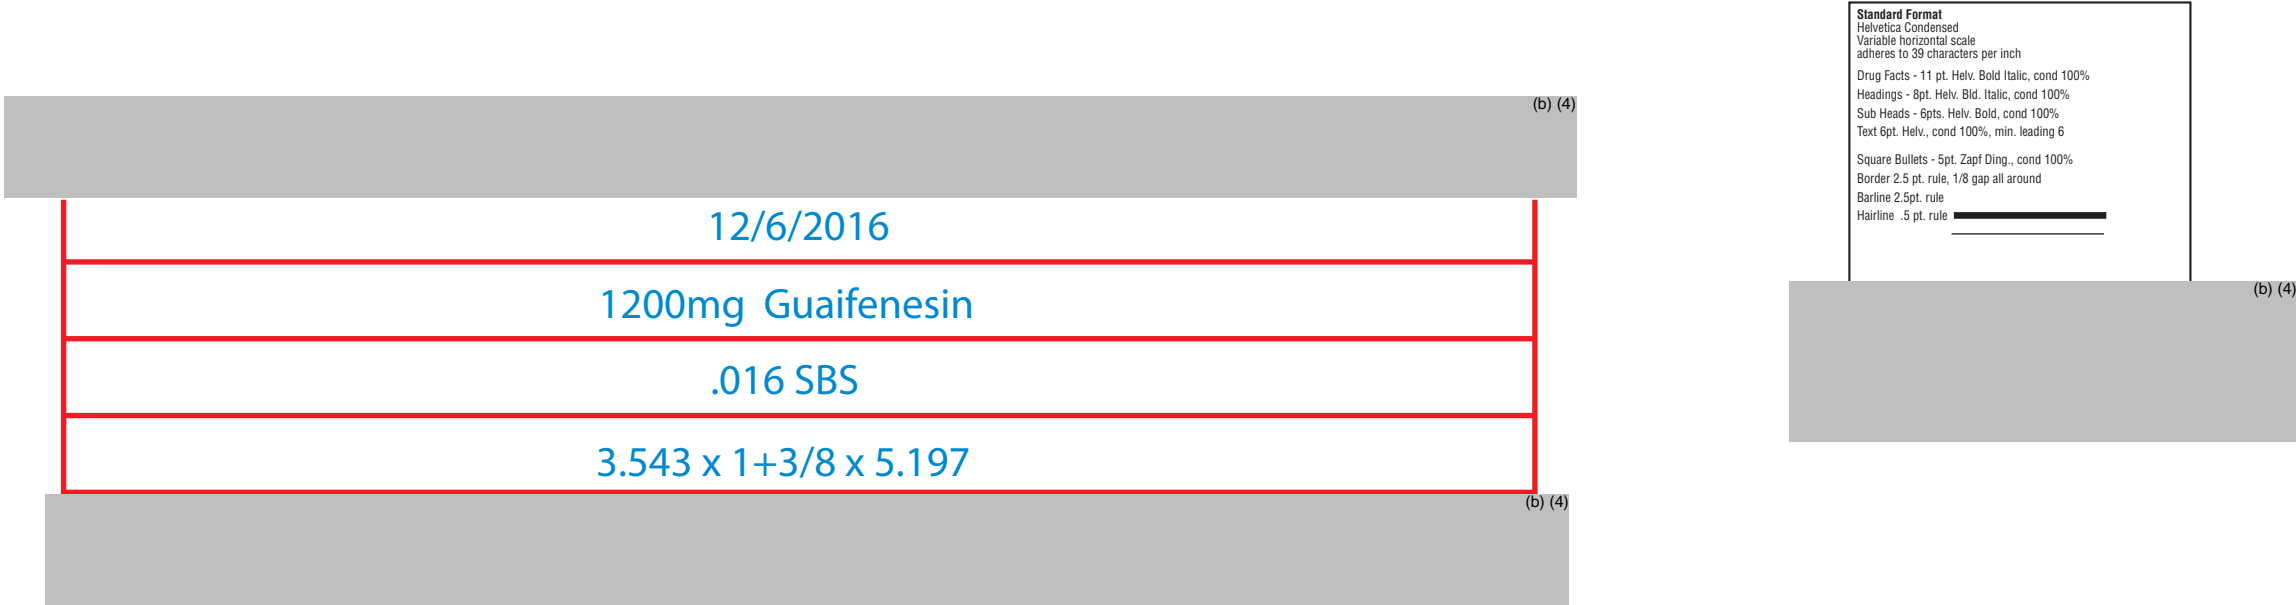 (b) (4)
12/6/2016
1200mg  Guaifenesin
.016 SBS
3.543 x 1+3/8 x 5.197
(b) (4)
Standard Format
Helvetica Condensed
Variable horizontal scale
adheres to 39 characters per inch
Drug Facts - 11 pt. Helv. Bold Italic, cond 100%
Headings - 8pt. Helv. Bld. Italic, cond 100%
Sub Heads - 6pts. Helv. Bold, cond 100%
Text 6pt. Helv., cond 100%, min. leading 6
Square Bullets - 5pt. Zapf Ding., cond 100%
Border 2.5 pt. rule, 1/8 gap all around
Barline 2.5pt. rule
Hairline  .5 pt. rule
(b) (4)